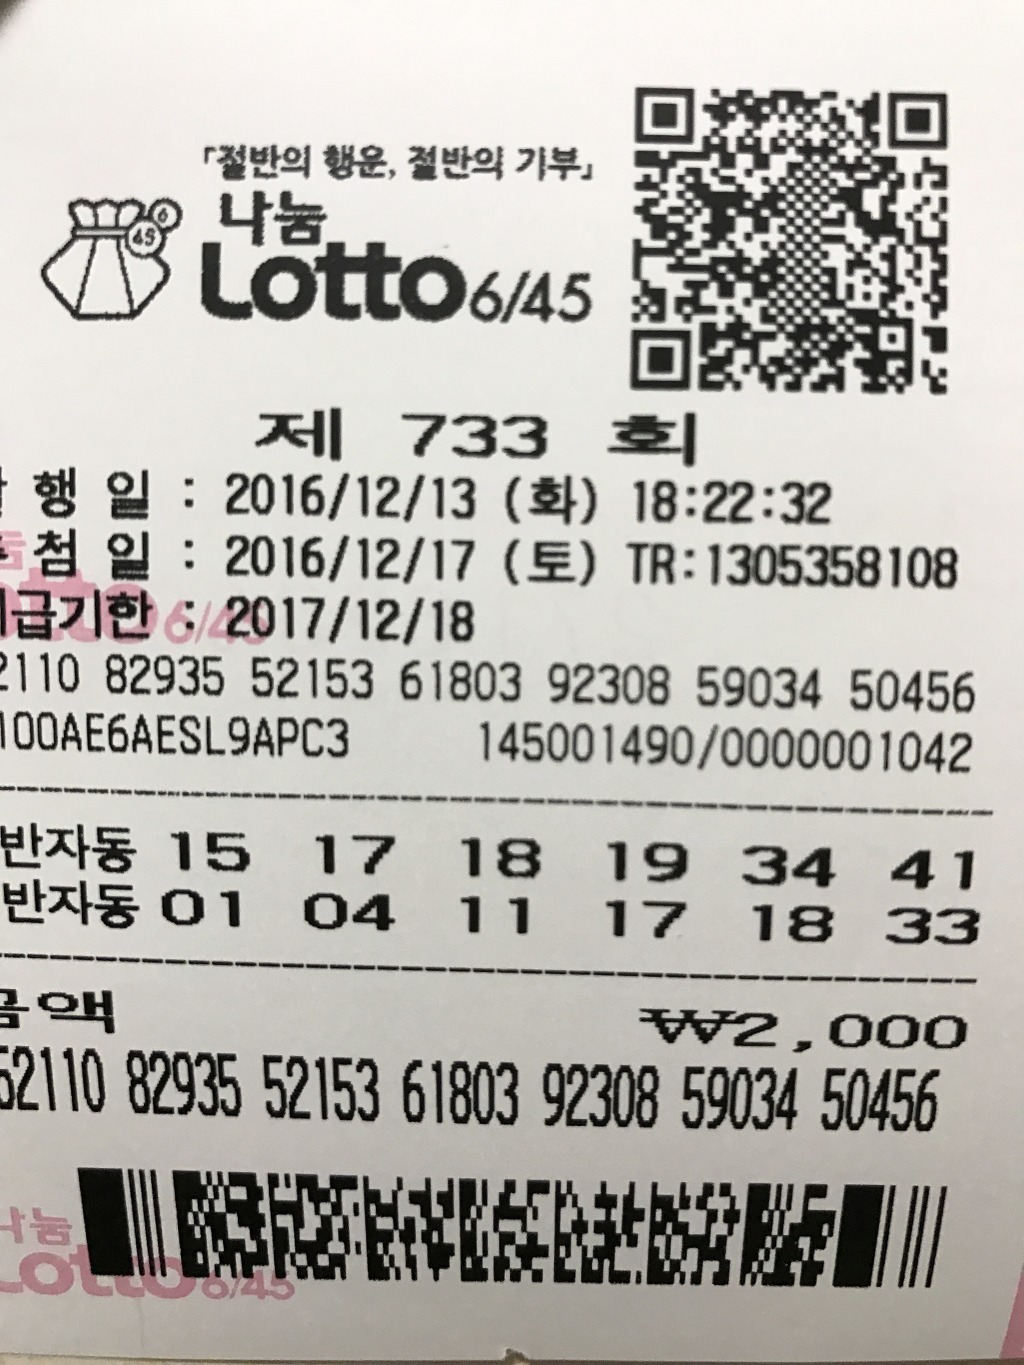 「절반의 행운, 절반의 기부」
나눔
Lotto 6/45
6
45
제 733 회
행 일 : 2016/12/13 (화) 18:22:32
첨 일 : 2016/12/17 (토) TR:1305358108
급기한 : 2017/12/18
2110 82935 52153 61803 92308 59034 50456
100AE6AESL9APC3 145001490/0000001042
반자동 15 17 18 19 34 41
반자동 01 04 11 17 18 33
금액 ₩2,000
52110 82935 52153 61803 92308 59034 50456
나눔
Lotto 6/45